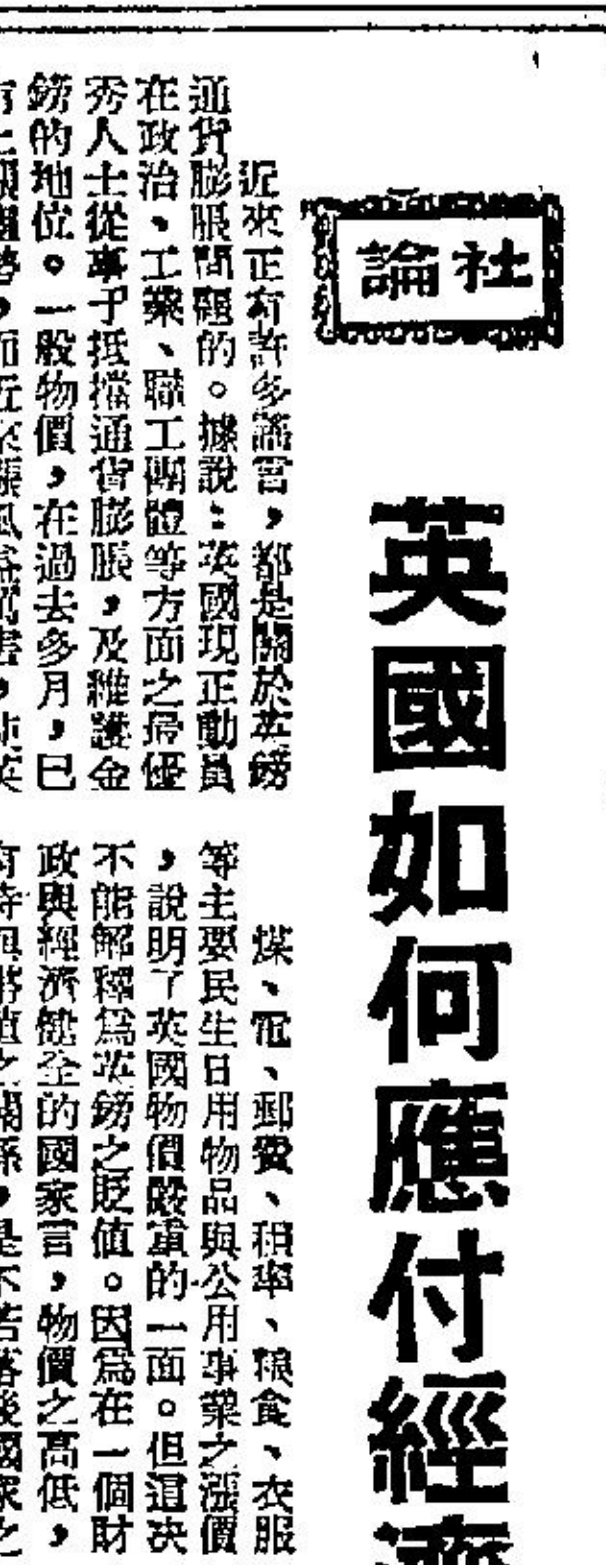 社論
英國如何應付經濟
近來正有許多謠言，都是關於英鎊
通貨膨脹問題的。據說：英國現正動員
在政治、工業、職工團體等方面之優
秀人士從事于抵擋通貨膨脹，及維護金
鎊的地位。一般物價，在過去多月，已
煤、電、郵費、租率、粮食、衣服
等主要民生日用物品與公用事業之漲價
，說明了英國物價嚴重的一面。但這决
不能解釋爲英鎊之貶值。因爲在一個財
政與經濟健全的國家言，物價之高低，